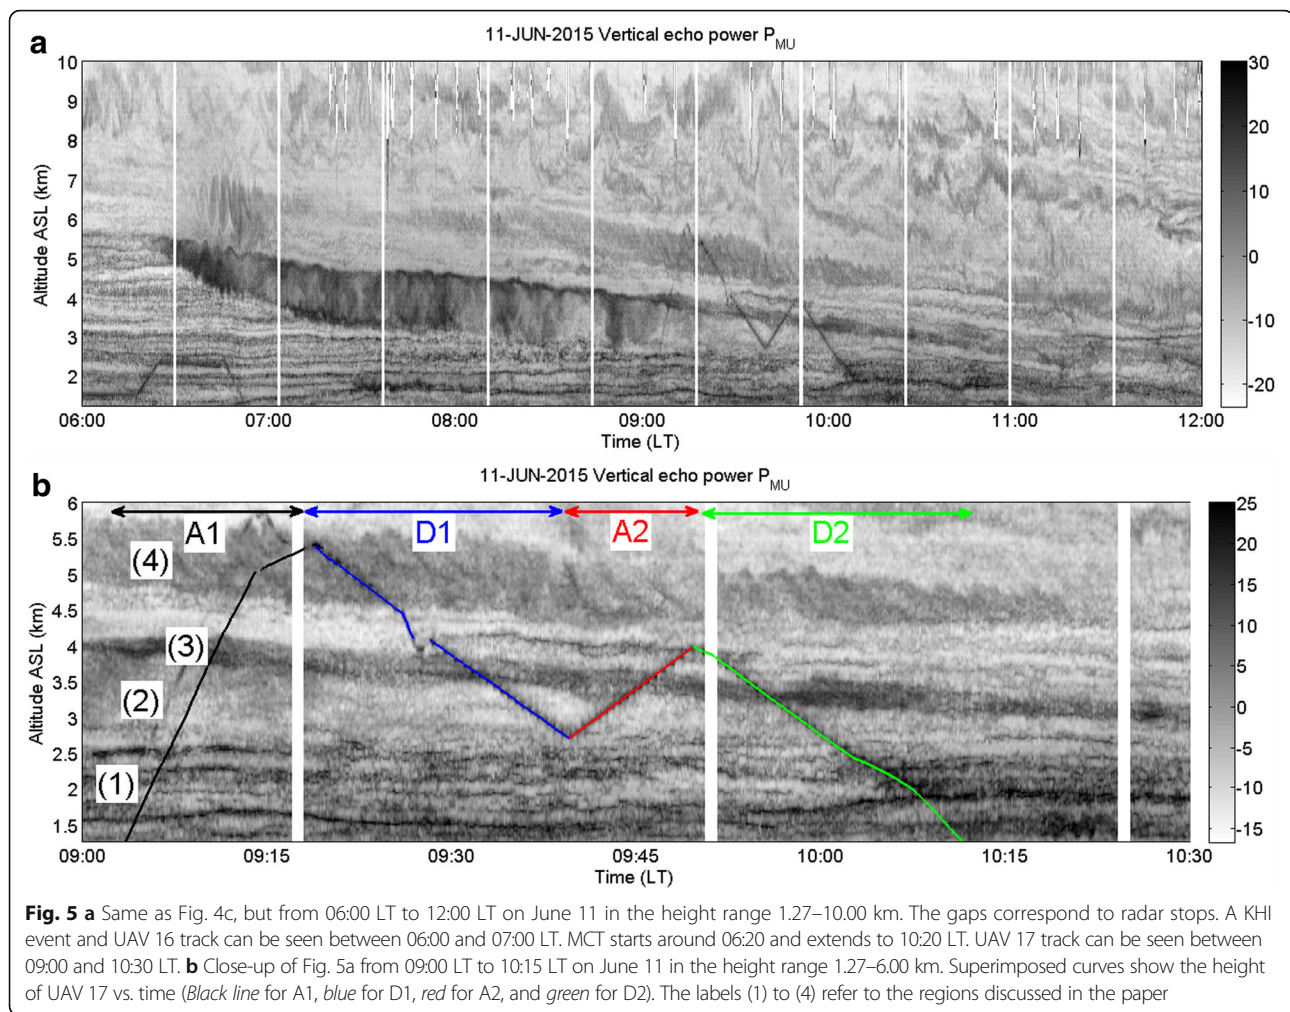 a
11-JUN-2015 Vertical echo power P_MU
Altitude ASL (km)
10
9
8
7
6
5
4
3
2
06:00 07:00 08:00 09:00 10:00 11:00 12:00
Time (LT)
30
20
10
0
-10
-20
b
11-JUN-2015 Vertical echo power P_MU
Altitude ASL (km)
6
5.5
5
4.5
4
3.5
3
2.5
2
1.5
A1 D1 A2 D2
(4)
(3)
(2)
(1)
09:00 09:15 09:30 09:45 10:00 10:15 10:30
Time (LT)
25
20
15
10
5
0
-5
-10
-15
Fig. 5 a Same as Fig. 4c, but from 06:00 LT to 12:00 LT on June 11 in the height range 1.27–10.00 km. The gaps correspond to radar stops. A KHI
event and UAV 16 track can be seen between 06:00 and 07:00 LT. MCT starts around 06:20 and extends to 10:20 LT. UAV 17 track can be seen between
09:00 and 10:30 LT. b Close-up of Fig. 5a from 09:00 LT to 10:15 LT on June 11 in the height range 1.27–6.00 km. Superimposed curves show the height
of UAV 17 vs. time (Black line for A1, blue for D1, red for A2, and green for D2). The labels (1) to (4) refer to the regions discussed in the paper